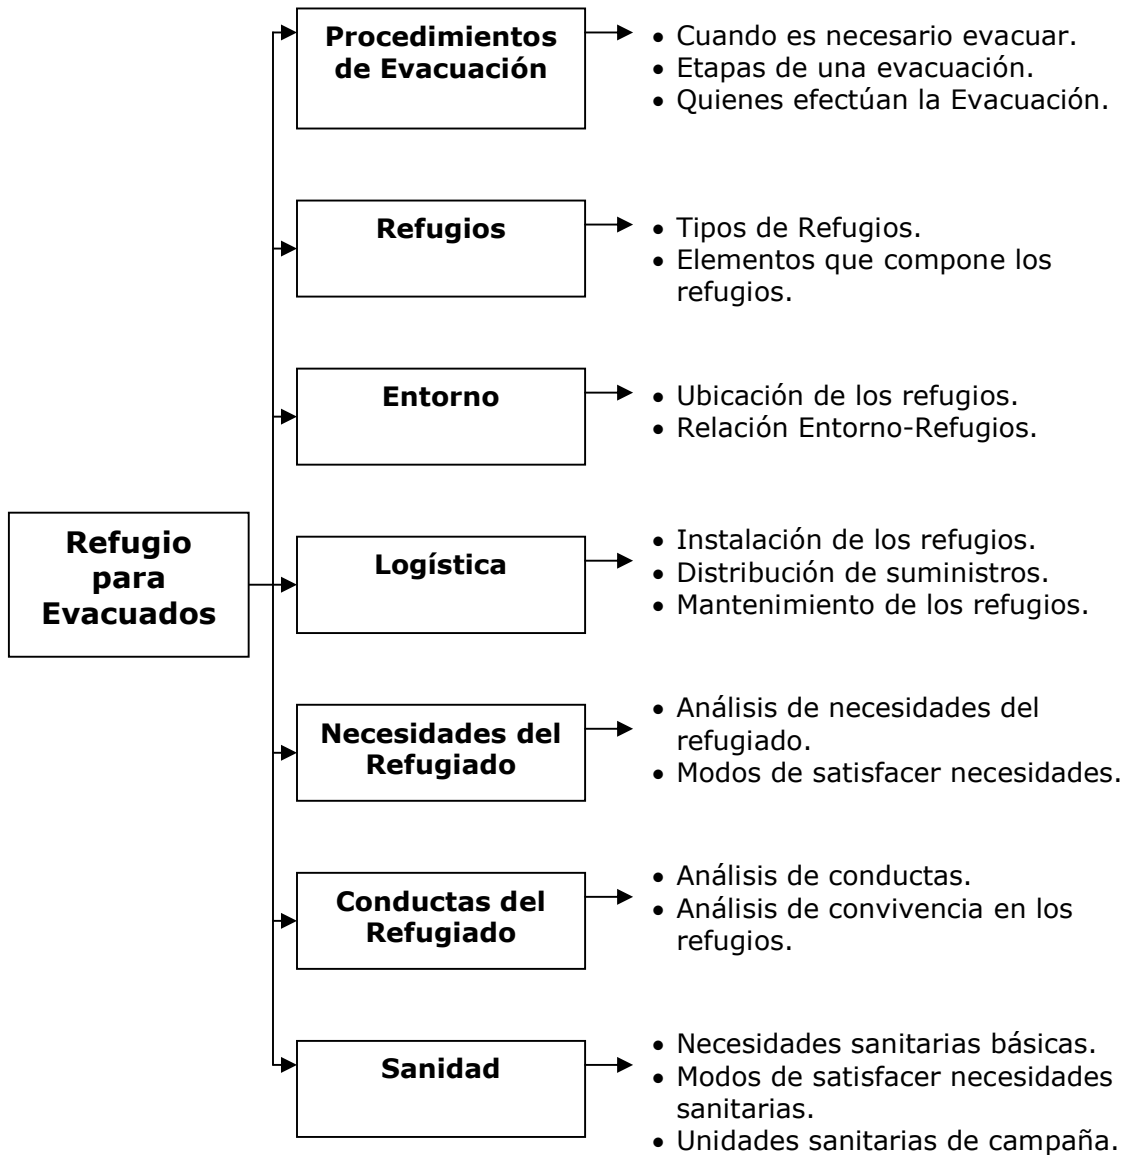 Procedimientos
de Evacuación
• Cuando es necesario evacuar.
• Etapas de una evacuación.
• Quienes efectúan la Evacuación.
Refugios
• Tipos de Refugios.
• Elementos que compone los
refugios.
Entorno
• Ubicación de los refugios.
• Relación Entorno-Refugios.
Refugio
para
Evacuados
Logística
• Instalación de los refugios.
• Distribución de suministros.
• Mantenimiento de los refugios.
Necesidades del
Refugiado
• Análisis de necesidades del
refugiado.
• Modos de satisfacer necesidades.
Conductas del
Refugiado
• Análisis de conductas.
• Análisis de convivencia en los
refugios.
Sanidad
• Necesidades sanitarias básicas.
• Modos de satisfacer necesidades
sanitarias.
• Unidades sanitarias de campaña.